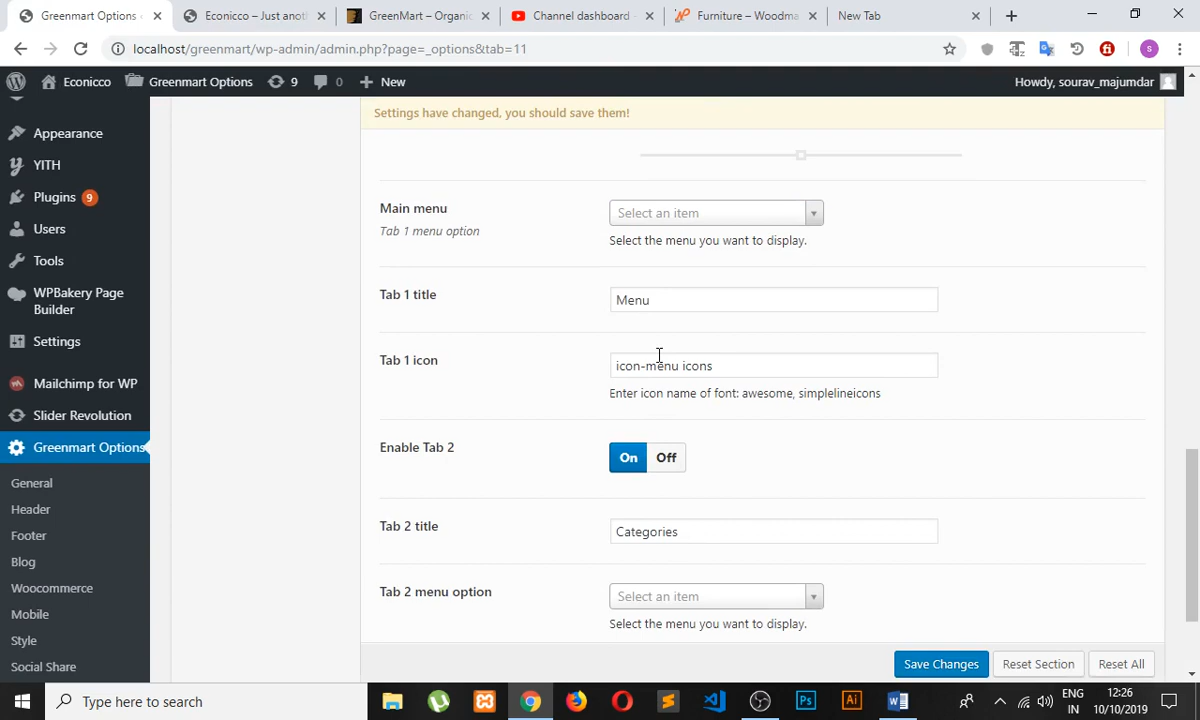 Greenmart Options
Econicco – Just anoth
GreenMart – Organic
Channel dashboard -
Furniture – Woodma
New Tab
localhost/greenmart/wp-admin/admin.php?page=_options&tab=11
S
Econicco
Greenmart Options
9
0
New
Howdy, sourav_majumdar
Appearance
YITH
Plugins 9
Users
Tools
WPBakery Page
Builder
Settings
Mailchimp for WP
Slider Revolution
Greenmart Options
General
Header
Footer
Blog
Woocommerce
Mobile
Style
Social Share
Settings have changed, you should save them!
Main menu
Tab 1 menu option
Select an item
Select the menu you want to display.
Tab 1 title
Menu
Tab 1 icon
icon-menu icons
Enter icon name of font: awesome, simplelineicons
Enable Tab 2
On Off
Tab 2 title
Categories
Tab 2 menu option
Select an item
Select the menu you want to display.
Save Changes
Reset Section
Reset All
Type here to search
Ps
Ai
ENG
IN
12:26
10/10/2019